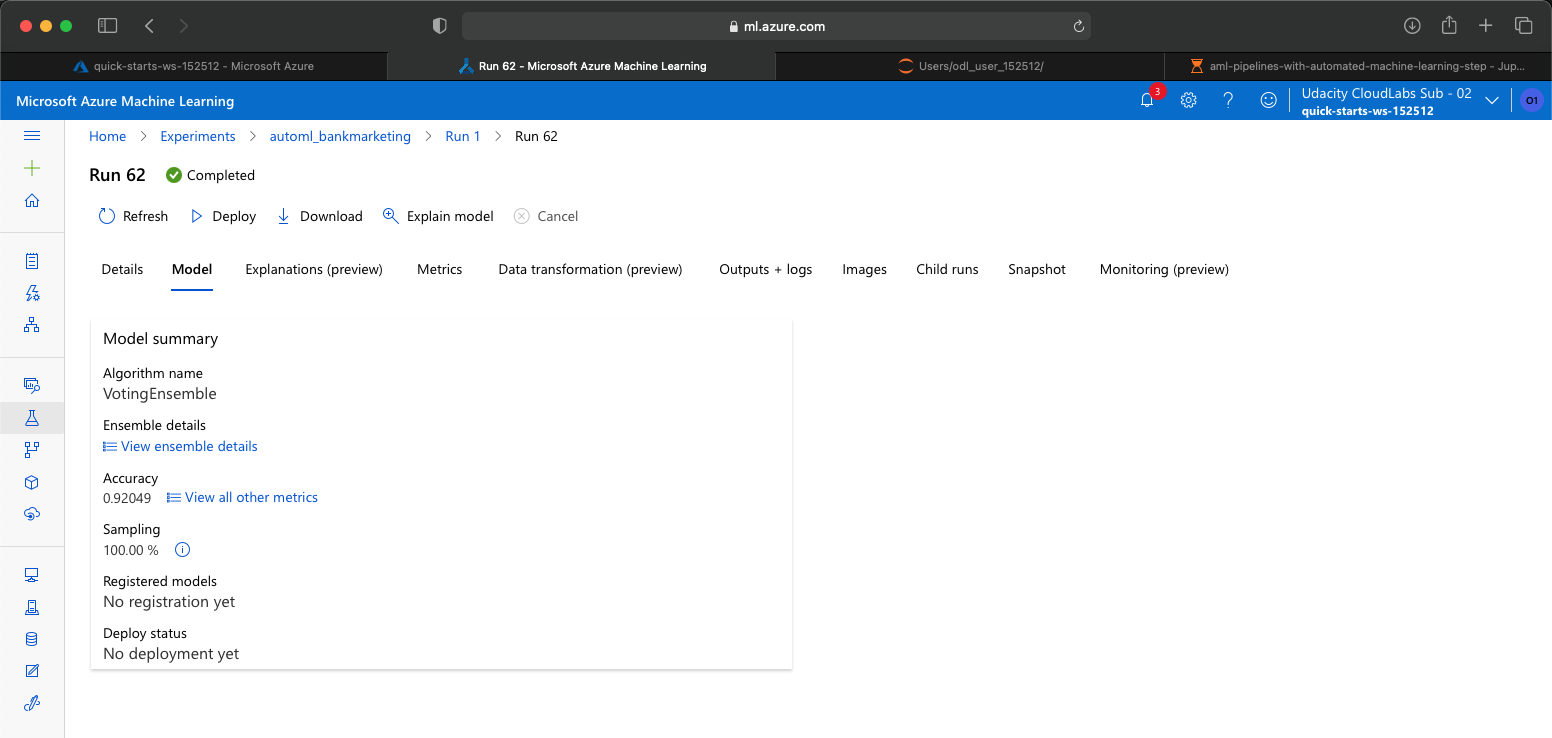 ml.azure.com
quick-starts-ws-152512 - Microsoft Azure
Run 62 - Microsoft Azure Machine Learning
Users/odl_user_152512/
aml-pipelines-with-automated-machine-learning-step - Jup...
Microsoft Azure Machine Learning
3
Udacity CloudLabs Sub - 02
quick-starts-ws-152512
O1
Home > Experiments > automl_bankmarketing > Run 1 > Run 62
Run 62 Completed
Refresh Deploy Download Explain model Cancel
Details Model Explanations (preview) Metrics Data transformation (preview) Outputs + logs Images Child runs Snapshot Monitoring (preview)
Model summary
Algorithm name
VotingEnsemble
Ensemble details
View ensemble details
Accuracy
0.92049 View all other metrics
Sampling
100.00 %
Registered models
No registration yet
Deploy status
No deployment yet